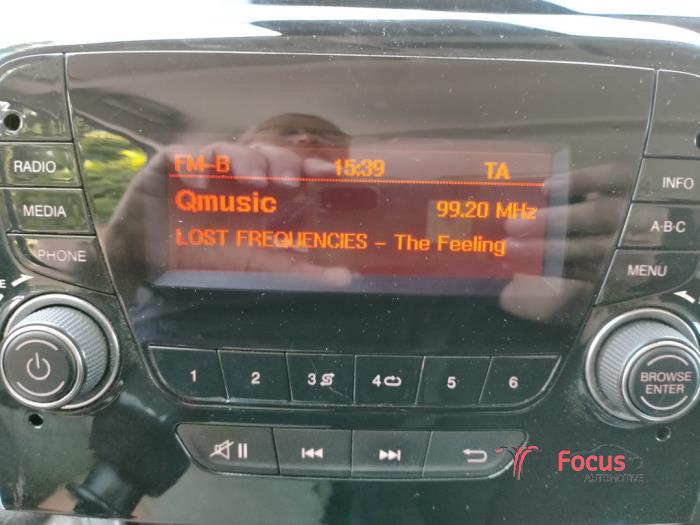 FM-B 15:39 TA
Qmusic 99.20 MHz
LOST FREQUENCIES - The Feeling
RADIO
MEDIA
PHONE
INFO
A-B-C
MENU
1 2 3 4 5 6
BROWSE
ENTER
Focus
AUTOMOTIVE